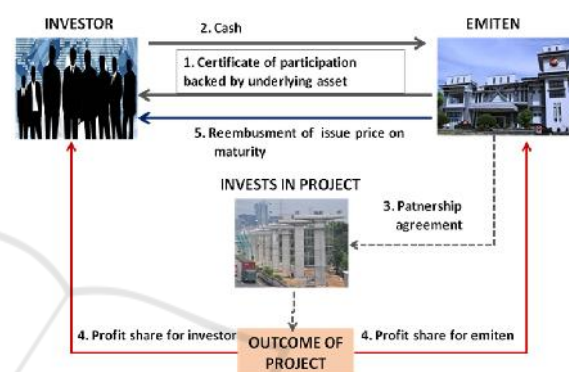 INVESTOR
EMITEN
2. Cash
1. Certificate of participation
backed by underlying asset
5. Reembusment of issue price on
maturity
INVESTS IN PROJECT
3. Patnership
agreement
4. Profit share for investor
OUTCOME OF
PROJECT
4. Profit share for emiten